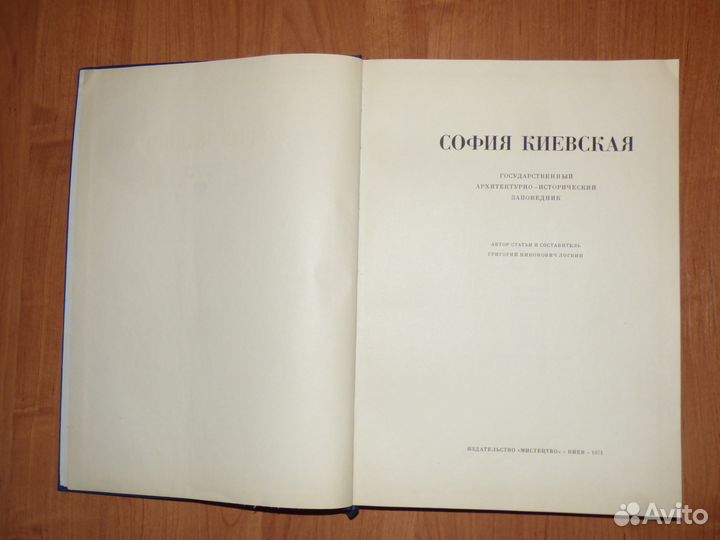 СОФИЯ КИЕВСКАЯ
ГОСУДАРСТВЕННЫЙ
АРХИТЕКТУРНО-ИСТОРИЧЕСКИЙ
ЗАПОВЕДНИК
АВТОР СТАТЬИ И СОСТАВИТЕЛЬ
ГРИГОРИЙ НИКОНОВИЧ ЛОГВИН
ИЗДАТЕЛЬСТВО «МИСТЕЦТВО» – КИЕВ – 1971
Avito